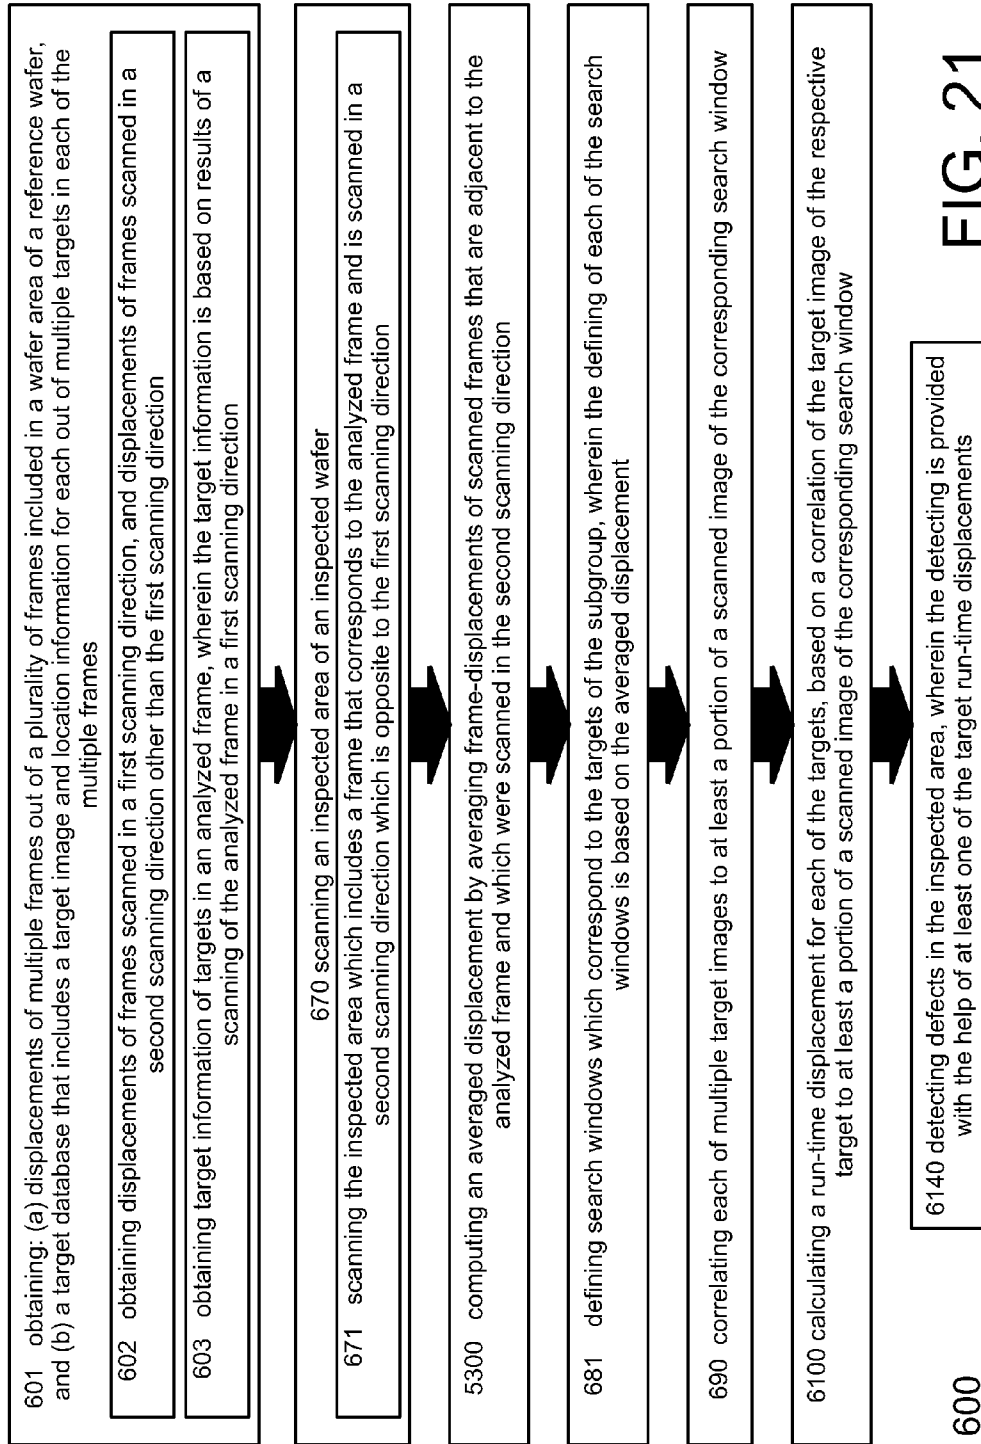 601 obtaining: (a) displacements of multiple frames out of a plurality of frames included in a wafer area of a reference wafer,
and (b) a target database that includes a target image and location information for each out of multiple targets in each of the
multiple frames
602 obtaining displacements of frames scanned in a first scanning direction, and displacements of frames scanned in a
second scanning direction other than the first scanning direction
603 obtaining target information of targets in an analyzed frame, wherein the target information is based on results of a
scanning of the analyzed frame in a first scanning direction
670 scanning an inspected area of an inspected wafer
671 scanning the inspected area which includes a frame that corresponds to the analyzed frame and is scanned in a
second scanning direction which is opposite to the first scanning direction
5300 computing an averaged displacement by averaging frame-displacements of scanned frames that are adjacent to the
analyzed frame and which were scanned in the second scanning direction
681 defining search windows which correspond to the targets of the subgroup, wherein the defining of each of the search
windows is based on the averaged displacement
690 correlating each of multiple target images to at least a portion of a scanned image of the corresponding search window
6100 calculating a run-time displacement for each of the targets, based on a correlation of the target image of the respective
target to at least a portion of a scanned image of the corresponding search window
6140 detecting defects in the inspected area, wherein the detecting is provided
with the help of at least one of the target run-time displacements
600
FIG. 21